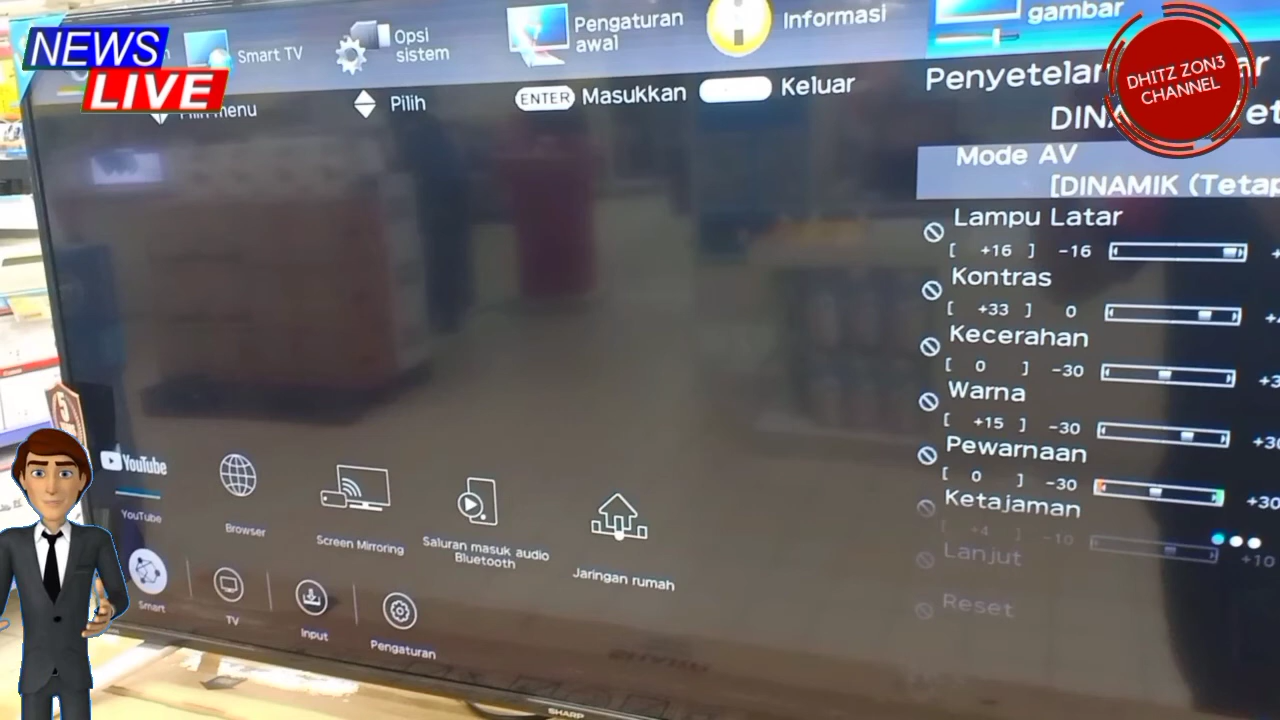 NEWS
LIVE
Smart TV
Opsi
sistem
Pengaturan
awal
Informasi
gambar
menu
Pilih
ENTER Masukkan
Keluar
DHITZ ZON3
CHANNEL
Mode AV
[DINAMIK
Lampu Latar
[ +16 ] -16
Kontras
[ +33 ] 0
Kecerahan
[ 0 ] -30
Warna
[ +15 ] -30 +30
Pewarnaan
[ 0 ] -30 +30
Ketajaman
[ +4 ] -10 +10
Lanjut
Reset
YouTube
YouTube
Browser
Screen Mirroring
Saluran masuk audio
Bluetooth
Jaringan rumah
Smart
TV
Input
Pengaturan
SHARP
5